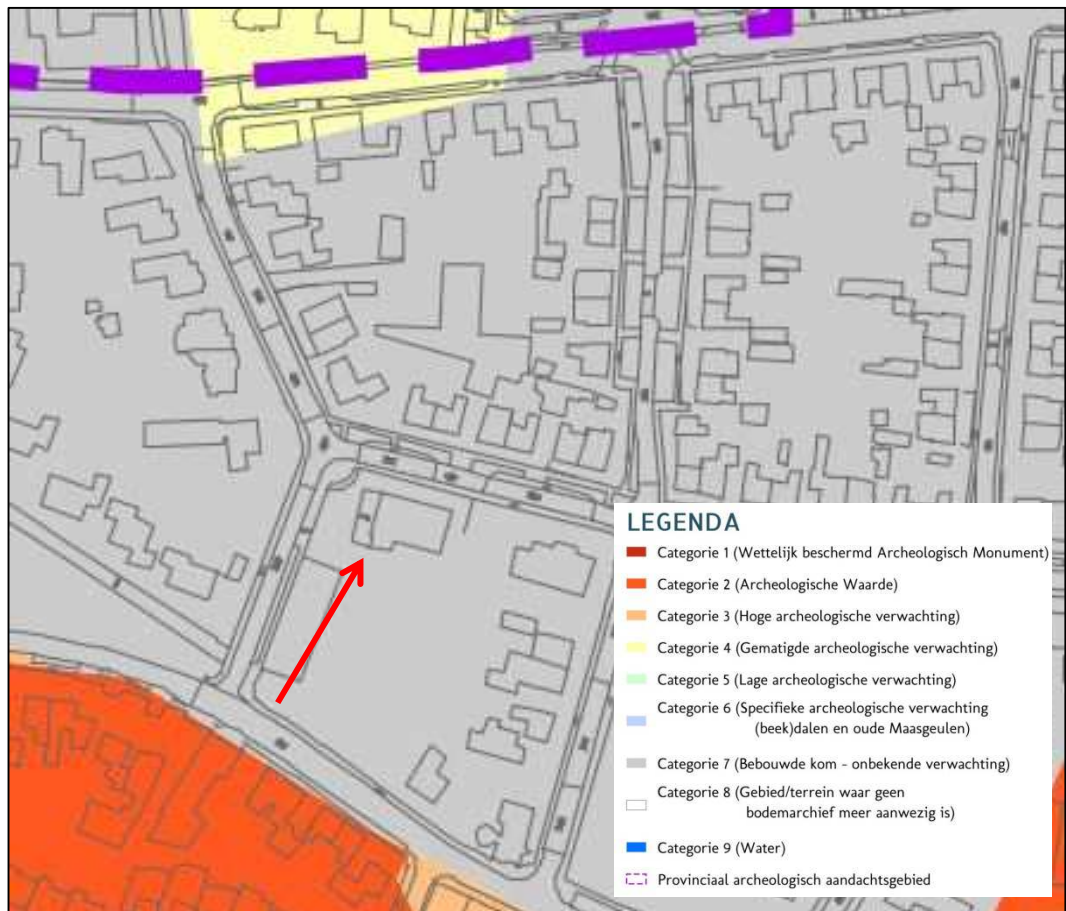 LEGENDA
Categorie 1 (Wettelijk beschermd Archeologisch Monument)
Categorie 2 (Archeologische Waarde)
Categorie 3 (Hoge archeologische verwachting)
Categorie 4 (Gematigde archeologische verwachting)
Categorie 5 (Lage archeologische verwachting)
Categorie 6 (Specifieke archeologische verwachting
(beek)dalen en oude Maasgeulen)
Categorie 7 (Bebouwde kom - onbekende verwachting)
Categorie 8 (Gebied/terrein waar geen
bodemarchief meer aanwezig is)
Categorie 9 (Water)
Provinciaal archeologisch aandachtsgebied